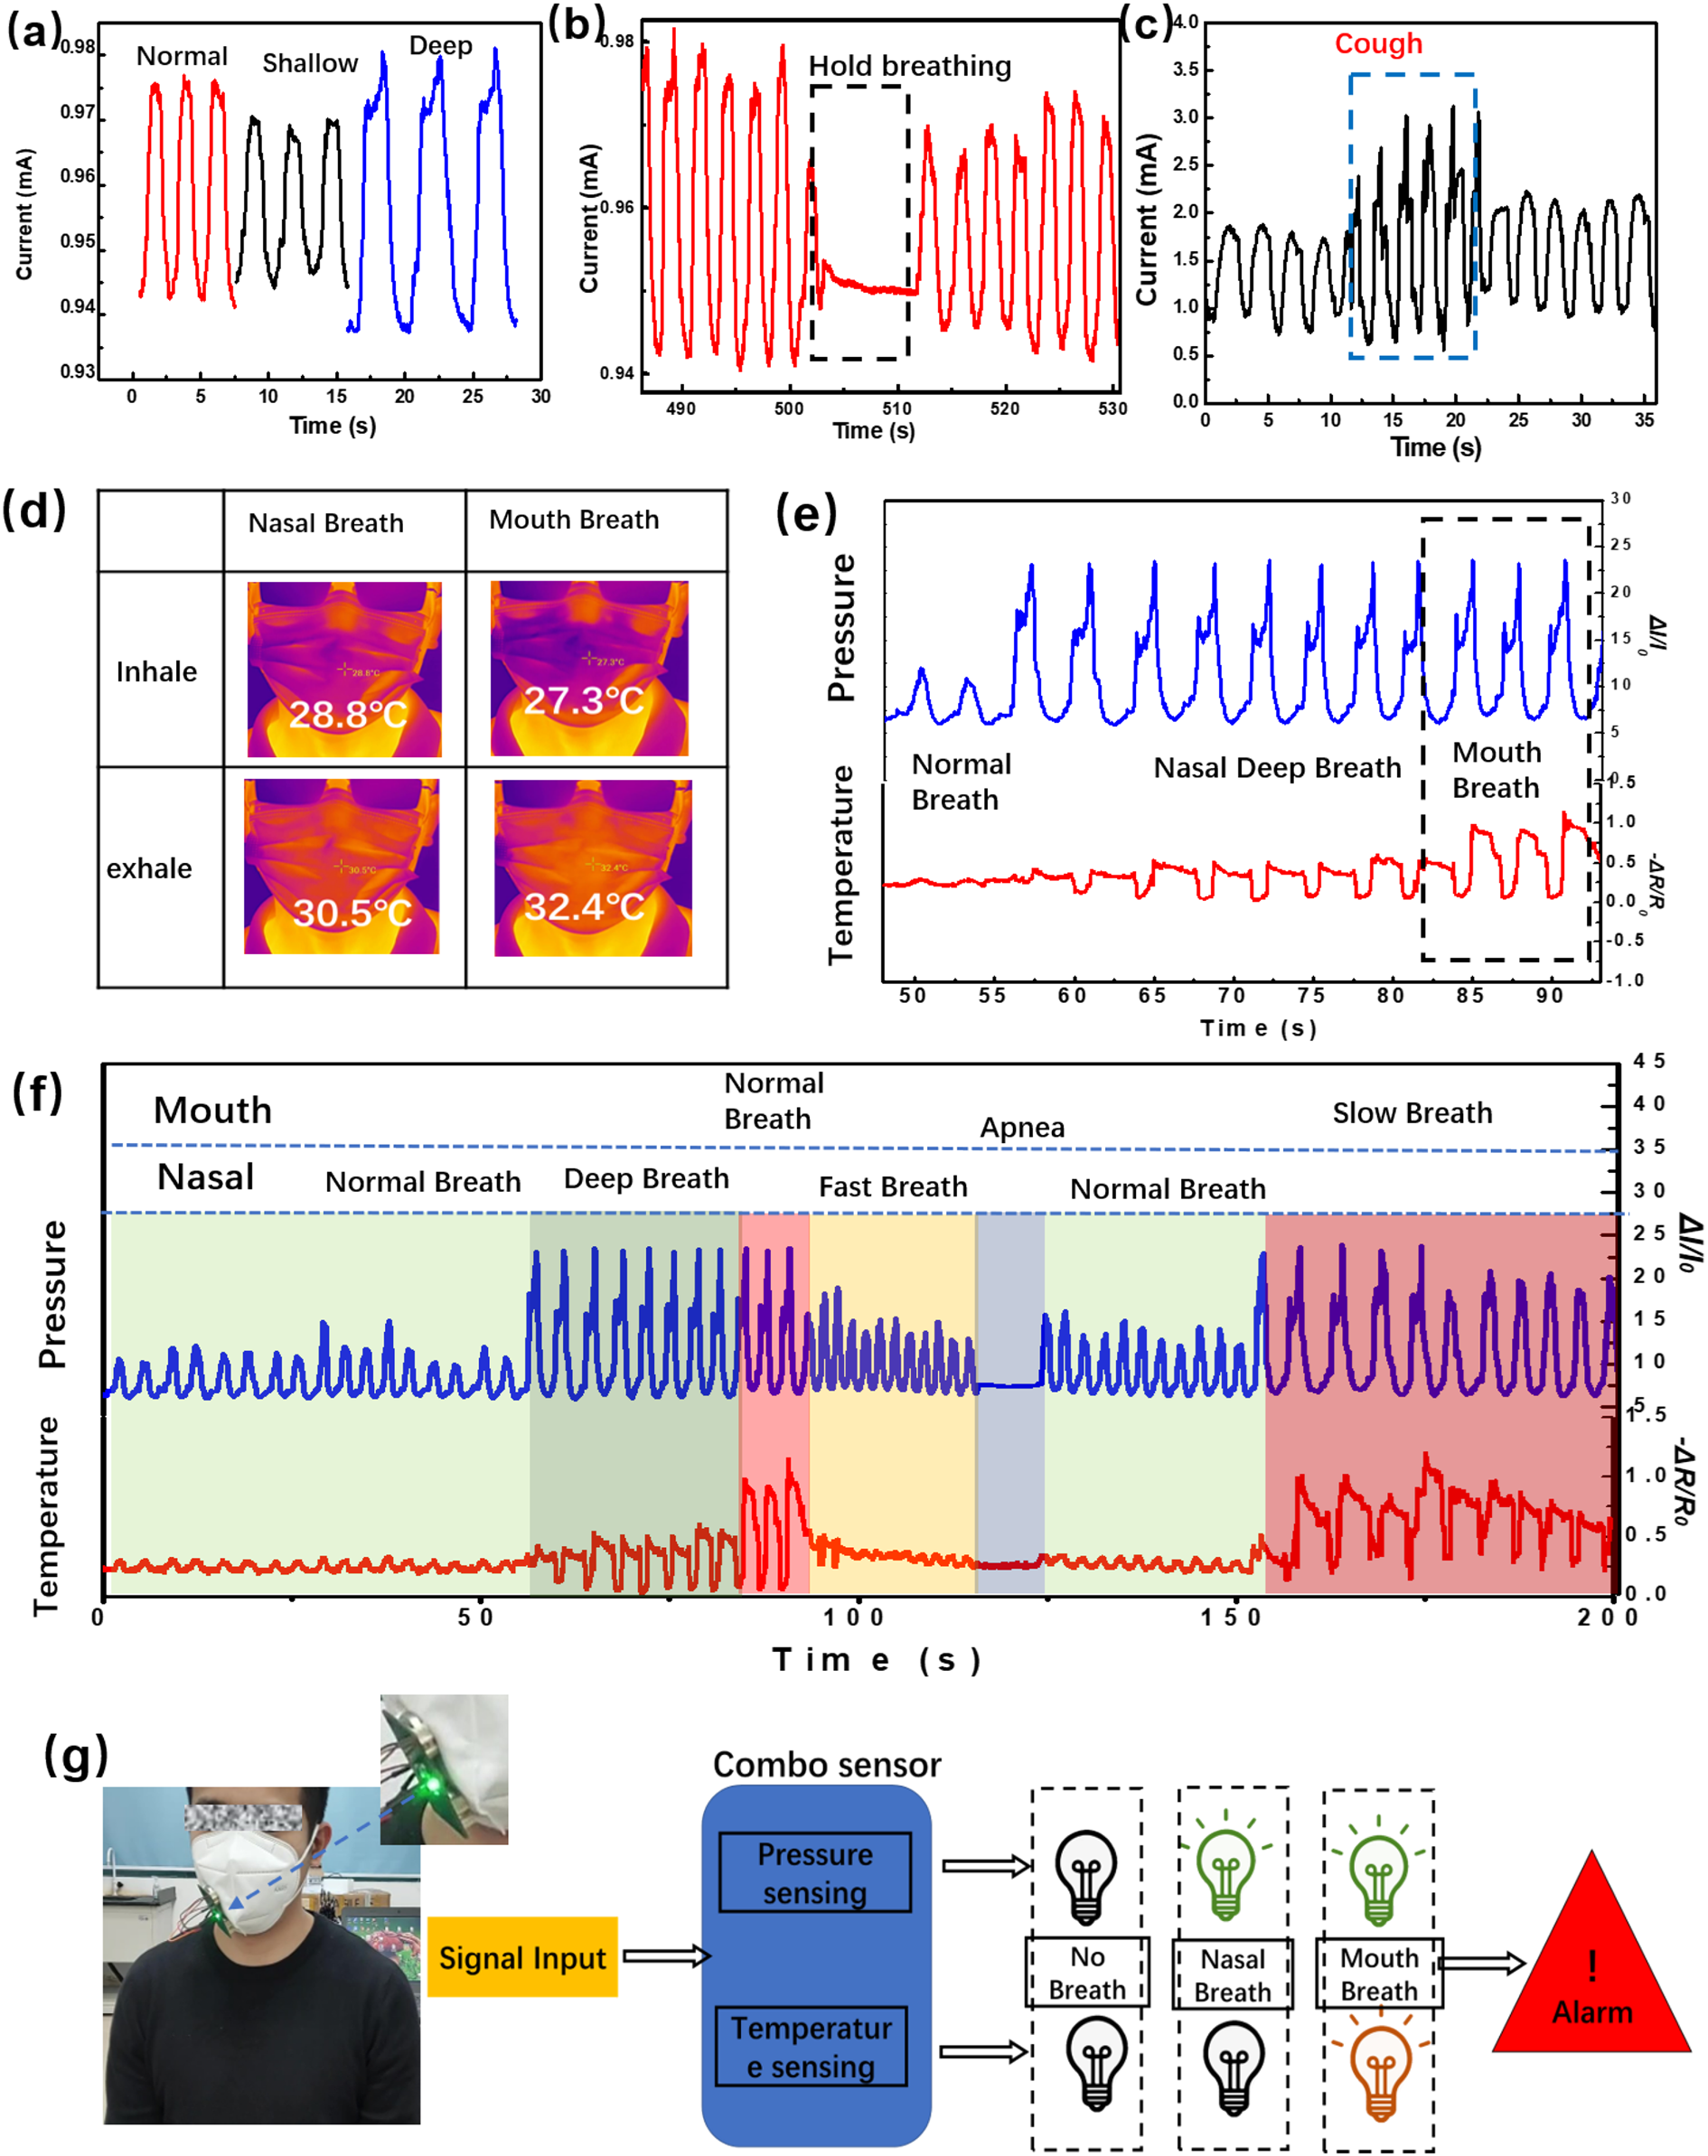 (a)
Normal
Shallow
Deep
0.98
0.97
0.96
0.95
0.94
0.93
Current (mA)
0 5 10 15 20 25 30
Time (s)
(b)
Hold breathing
0.98
0.96
0.94
Current (mA)
490 500 510 520 530
Time (s)
(c)
Cough
4.0
3.5
3.0
2.5
2.0
1.5
1.0
0.5
0.0
Current (mA)
0 5 10 15 20 25 30 35
Time (s)
(d)
Nasal Breath Mouth Breath
Inhale
28.8°C
28.8°C
27.3°C
27.3°C
exhale
30.5°C
30.5°C
32.4°C
32.4°C
(e)
Pressure
Temperature
Normal
Breath
Nasal Deep Breath
Mouth
Breath
30
25
20
15
10
5
ΔI/I0
1.5
1.0
0.5
0.0
-0.5
-1.0
-ΔR/R0
50 55 60 65 70 75 80 85 90
Time (s)
(f)
Mouth
Normal
Breath
Apnea
Slow Breath
Nasal
Normal Breath
Deep Breath
Fast Breath
Normal Breath
Pressure
Temperature
45
40
35
30
25
20
15
10
5
ΔI/I0
1.5
1.0
0.5
0.0
-ΔR/R0
0 50 100 150 200
Time (s)
(g)
Signal Input
Combo sensor
Pressure
sensing
Temperatur
e sensing
No
Breath
Nasal
Breath
Mouth
Breath
!
Alarm